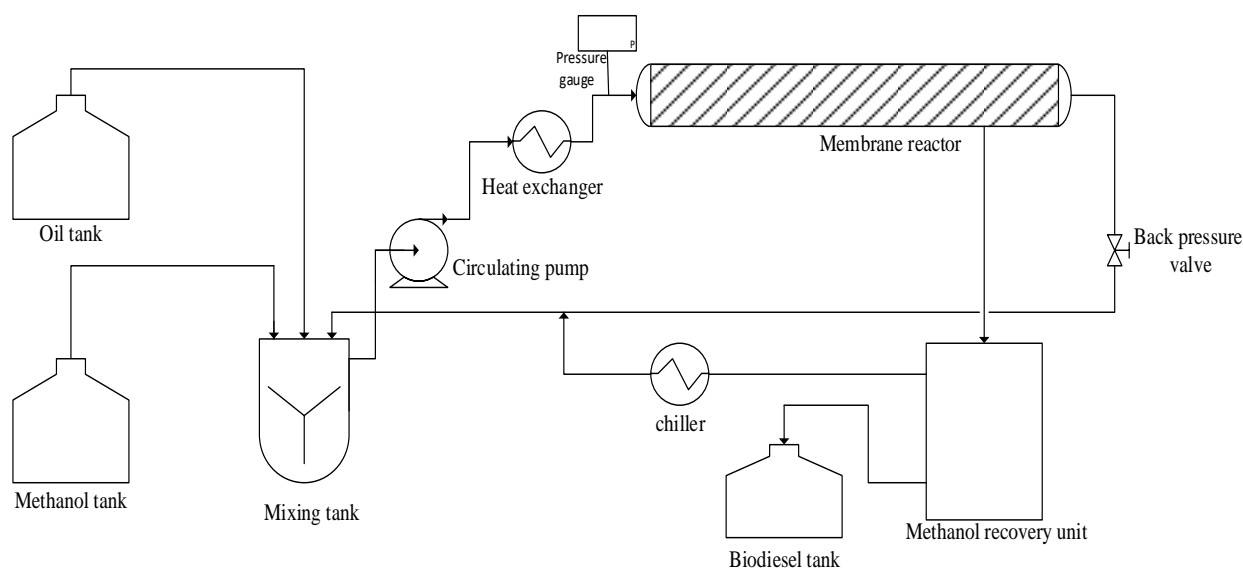 P
Pressure
gauge
Membrane reactor
Heat exchanger
Oil tank
Circulating pump
Back pressure
valve
chiller
Methanol tank
Mixing tank
Biodiesel tank
Methanol recovery unit